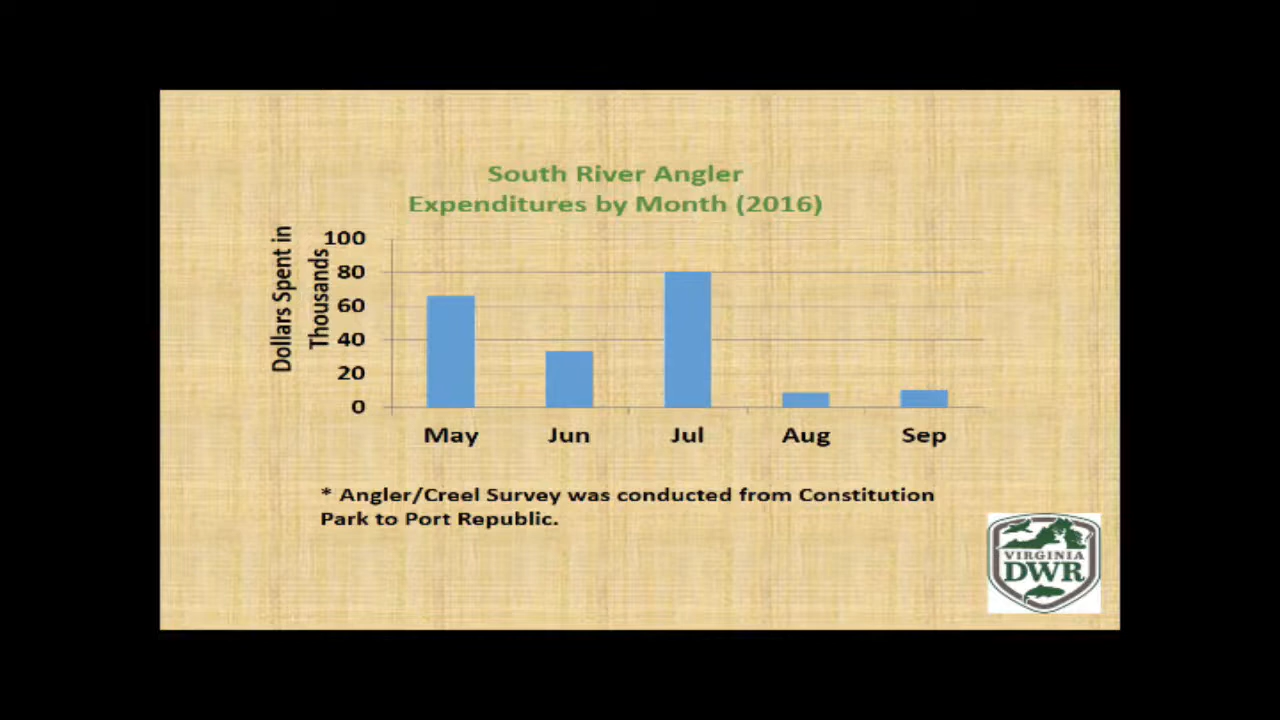 South River Angler
Expenditures by Month (2016)
Dollars Spent in
Thousands
100
80
60
40
20
0
May Jun Jul Aug Sep
* Angler/Creel Survey was conducted from Constitution
Park to Port Republic.
VIRGINIA
DWR